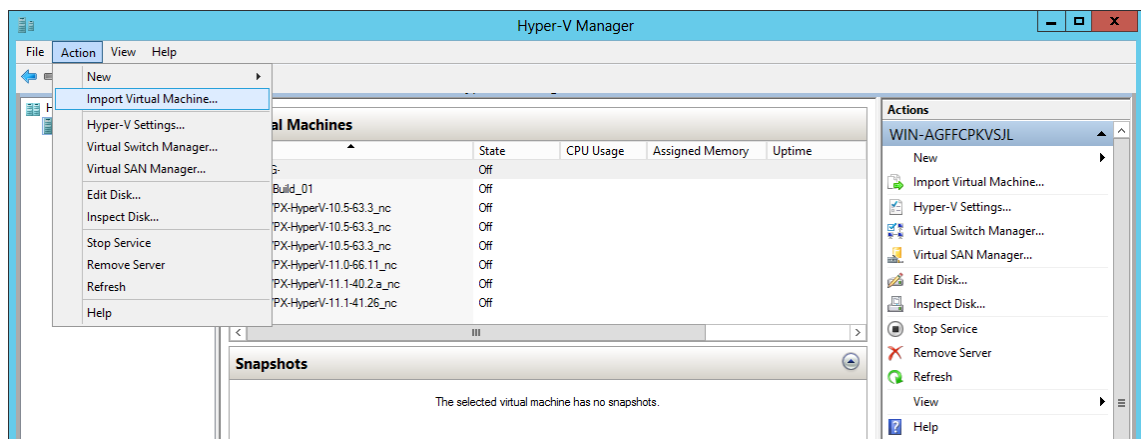 Hyper-V Manager
File Action View Help
New
Import Virtual Machine...
Hyper-V Settings...
Virtual Switch Manager...
Virtual SAN Manager...
Edit Disk...
Inspect Disk...
Stop Service
Remove Server
Refresh
Help
H
al Machines
State CPU Usage Assigned Memory Uptime
G- Off
Build_01 Off
PX-HyperV-10.5-63.3_nc Off
PX-HyperV-10.5-63.3_nc Off
PX-HyperV-10.5-63.3_nc Off
PX-HyperV-11.0-66.11_nc Off
PX-HyperV-11.1-40.2.a_nc Off
PX-HyperV-11.1-41.26_nc Off
Snapshots
The selected virtual machine has no snapshots.
Actions
WIN-AGFFCPKVSJL
New
Import Virtual Machine...
Hyper-V Settings...
Virtual Switch Manager...
Virtual SAN Manager...
Edit Disk...
Inspect Disk...
Stop Service
Remove Server
Refresh
View
Help